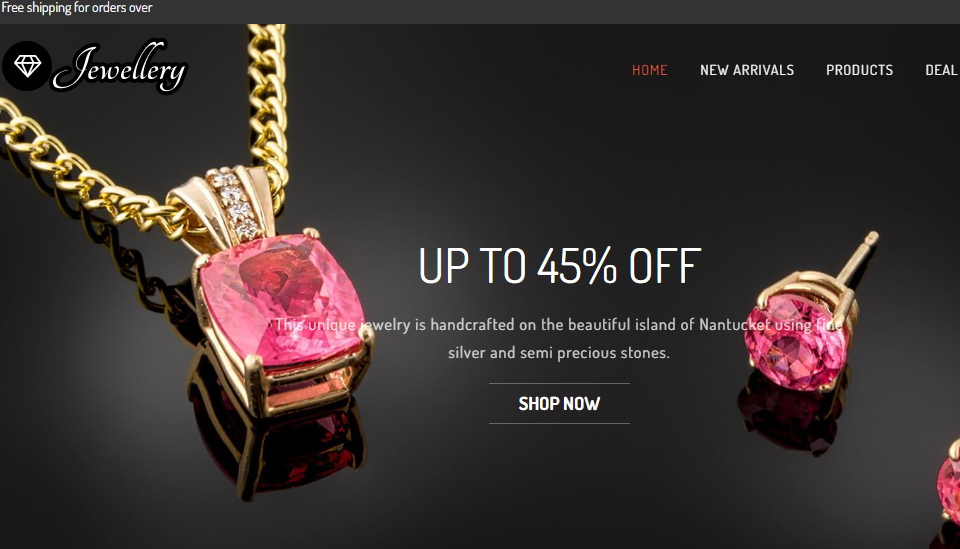 Free shipping for orders over
Jewellery
HOME NEW ARRIVALS PRODUCTS DEAL
UP TO 45% OFF
This unique jewelry is handcrafted on the beautiful island of Nantucket using fine
silver and semi precious stones.
SHOP NOW